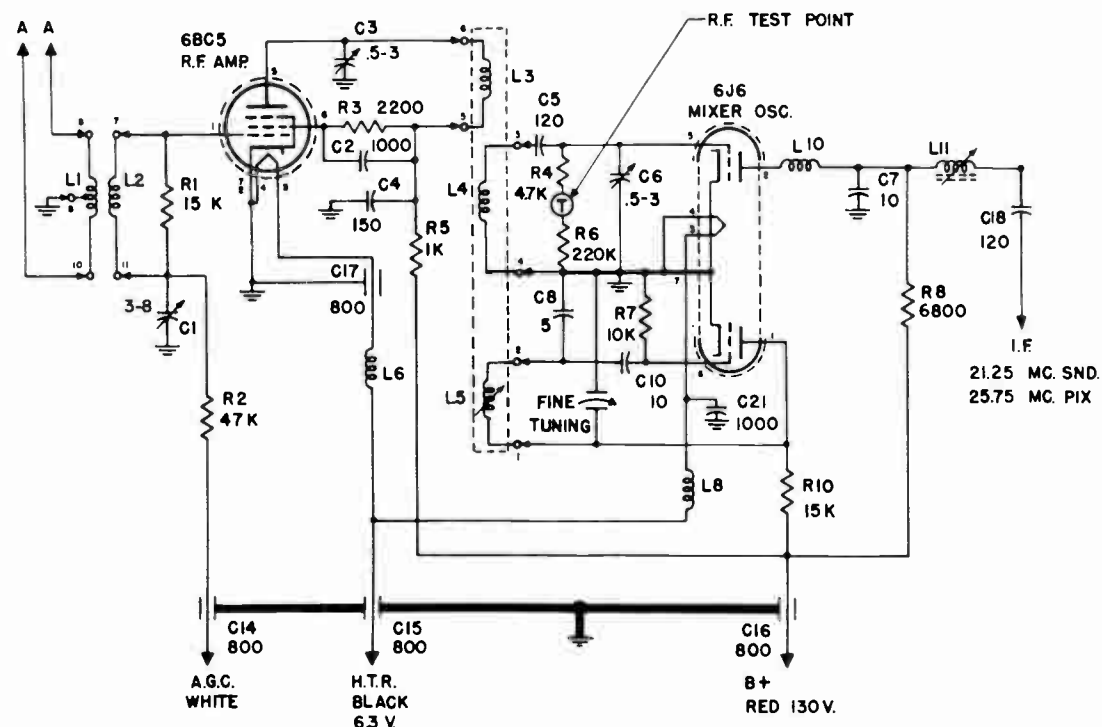 A A
6BC5
R.F. AMP.
C3
.5-3
R.F. TEST POINT
6J6
MIXER OSC.
L1
L2
R1
15 K
R3 2200
1000
C2
C4
150
R5
1K
L3
C5
120
R4
47K
T
R6
220K
C6
.5-3
L4
L10
C7
10
L11
C18
120
R8
6800
I.F.
21.25 MC. SND.
25.75 MC. PIX
3-8
C1
R2
47K
C17
800
L6
C8
5
R7
10K
C10
10
L5
FINE
TUNING
C21
1000
L8
R10
15K
C14
800
C15
800
C16
800
A.G.C.
WHITE
H.T.R.
BLACK
6.3 V.
B+
RED 130V.